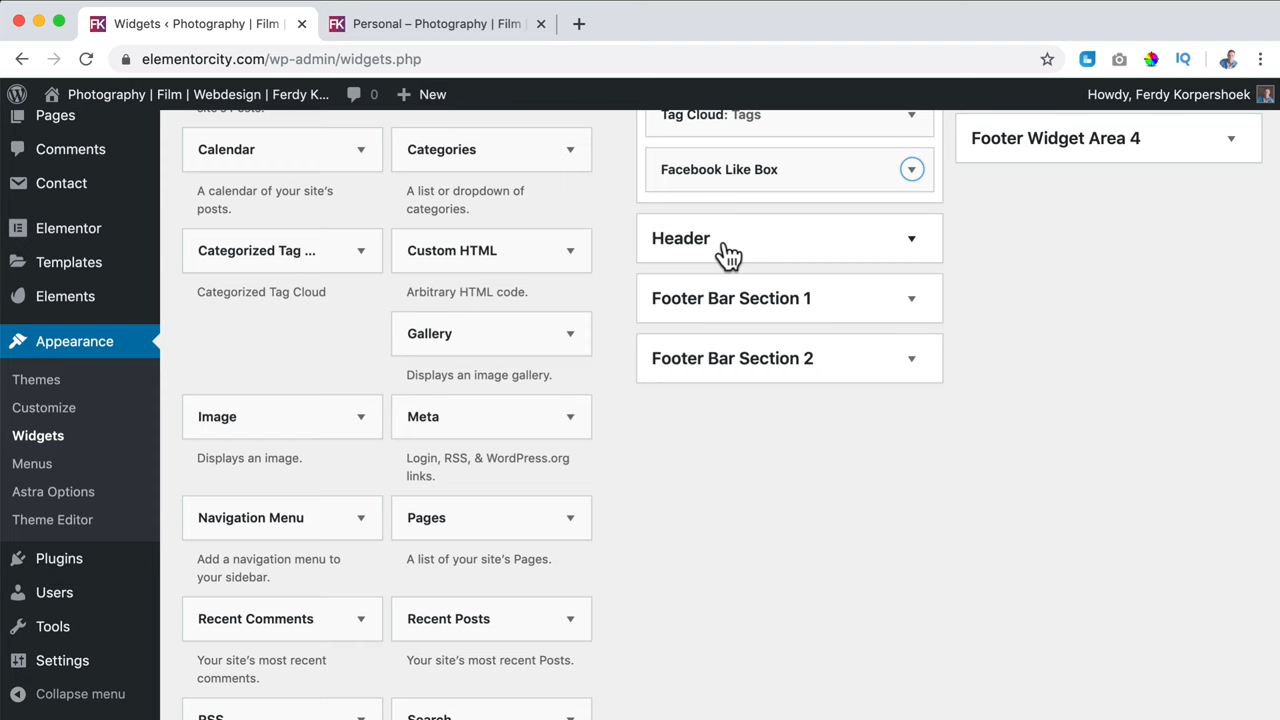 Widgets ‹ Photography | Film |
Personal – Photography | Film
elementorcity.com/wp-admin/widgets.php
Photography | Film | Webdesign | Ferdy K...
0
New
Howdy, Ferdy Korpershoek
Pages
Comments
Contact
Elementor
Templates
Elements
Appearance
Themes
Customize
Widgets
Menus
Astra Options
Theme Editor
Plugins
Users
Tools
Settings
Collapse menu
site's Posts.
Calendar
A calendar of your site's
posts.
Categories
A list or dropdown of
categories.
Categorized Tag ...
Categorized Tag Cloud
Custom HTML
Arbitrary HTML code.
Gallery
Displays an image gallery.
Image
Displays an image.
Meta
Login, RSS, & WordPress.org
links.
Navigation Menu
Add a navigation menu to
your sidebar.
Pages
A list of your site's Pages.
Recent Comments
Your site's most recent
comments.
Recent Posts
Your site's most recent Posts.
RSS
Search
Tag Cloud: Tags
Facebook Like Box
Header
Footer Bar Section 1
Footer Bar Section 2
Footer Widget Area 4